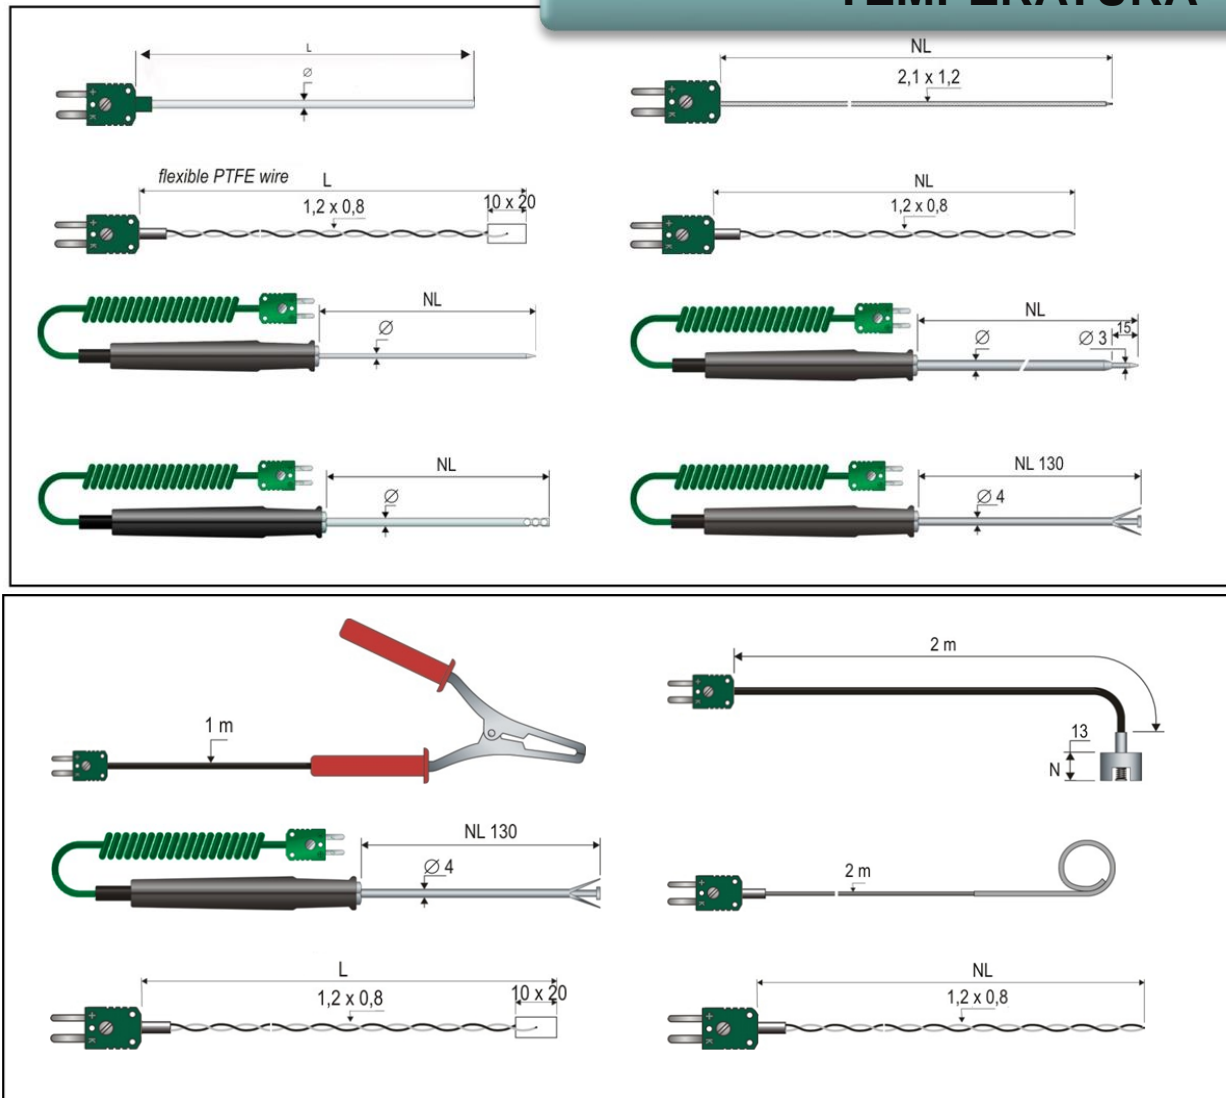 TEMPERATURA
L
Ø
+
K
NL
2,1 x 1,2
+
K
flexible PTFE wire
L
1,2 x 0,8
10 x 20
+
K
NL
1,2 x 0,8
+
K
NL
Ø
NL
Ø
Ø 3
15
NL
Ø
NL 130
Ø 4
1 m
2 m
13
N
NL 130
Ø 4
2 m
+
K
L
1,2 x 0,8
10 x 20
+
K
NL
1,2 x 0,8
+
K